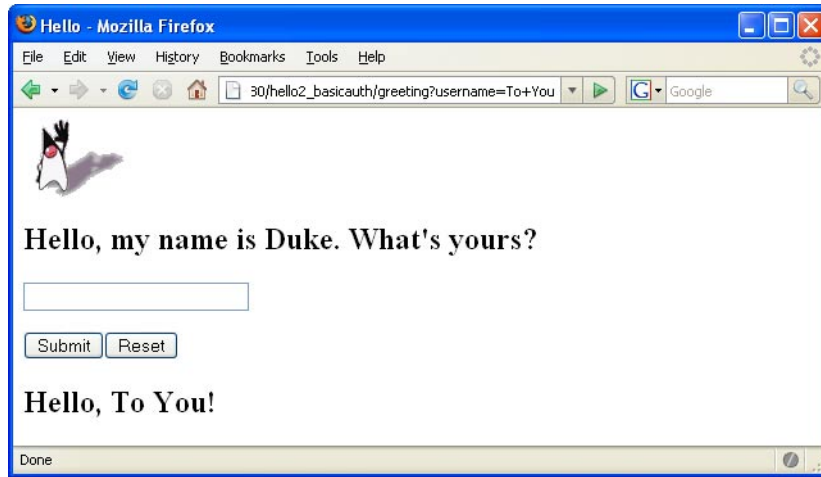 Hello - Mozilla Firefox
File Edit View History Bookmarks Tools Help
30/hello2_basicauth/greeting?username=To+You G Google
Hello, my name is Duke. What's yours?
Submit Reset
Hello, To You!
Done